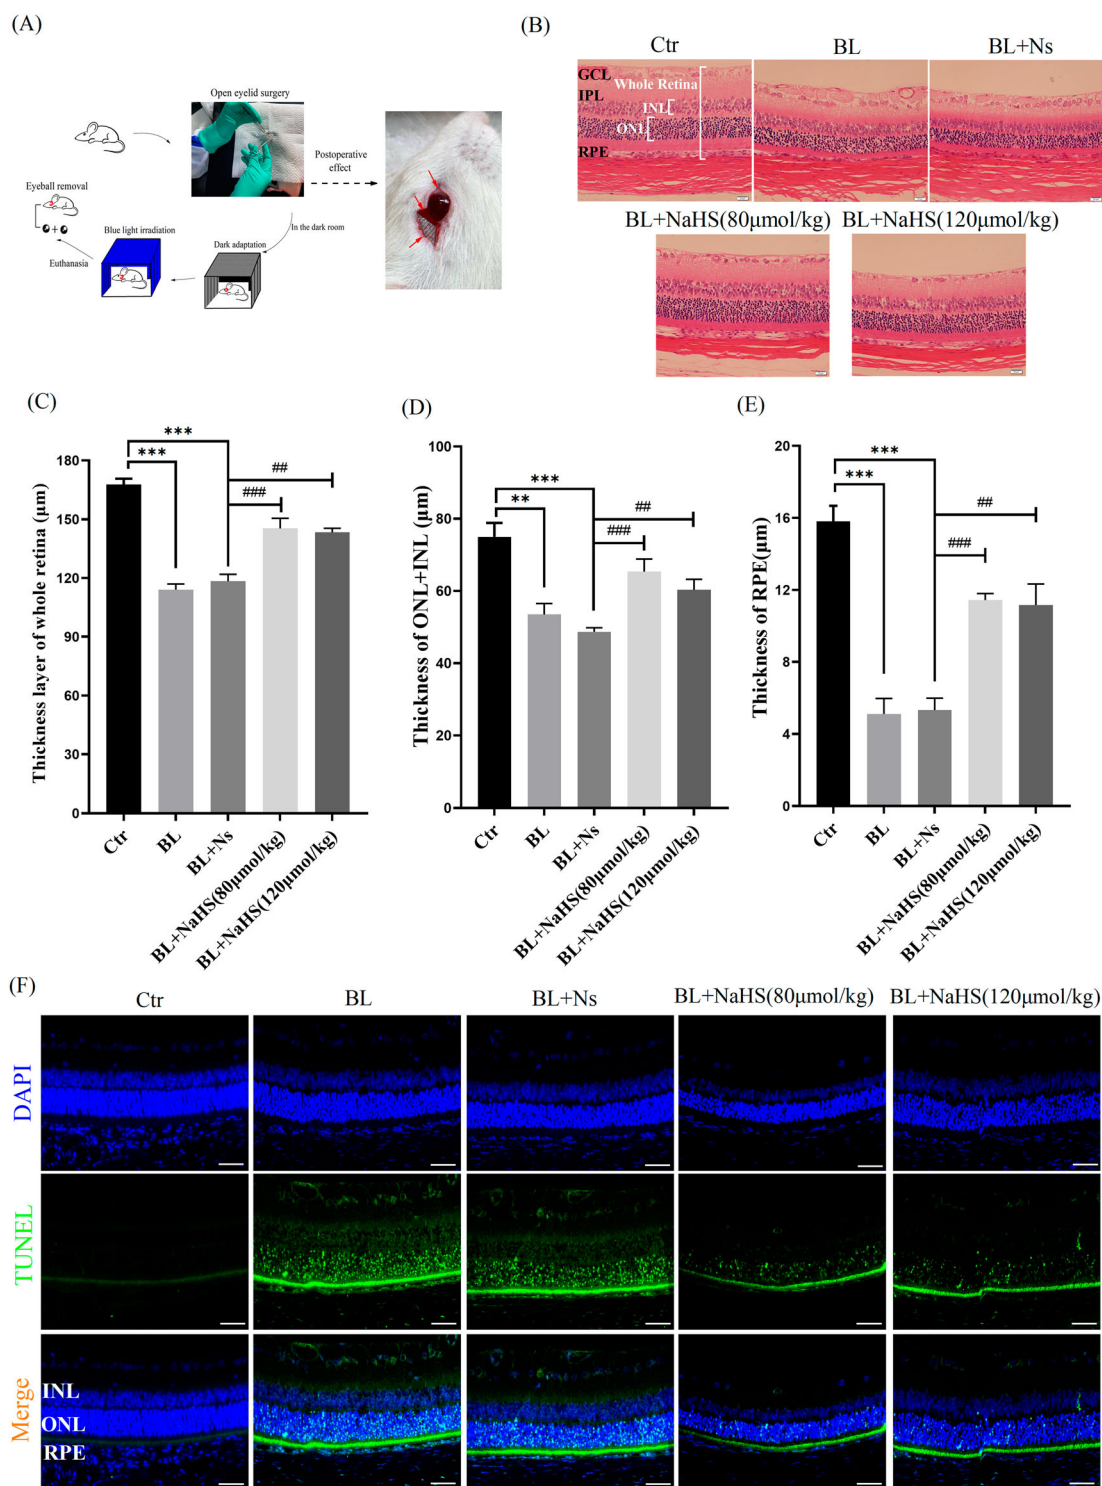 (A)
Open eyelid surgery
Postoperative
effect
Eyeball removal
+
Blue light irradiation
In the dark room
Dark adaptation
Euthanasia
(B)
Ctr
BL
BL+Ns
GCL
IPL
Whole Retina
INL
ONL
RPE
BL+NaHS(80μmol/kg)
BL+NaHS(120μmol/kg)
(C)
Thickness layer of whole retina (μm)
180
150
120
90
60
30
0
***
***
##
###
Ctr
BL
BL+Ns
BL+NaHS(80μmol/kg)
BL+NaHS(120μmol/kg)
(D)
Thickness of ONL+INL (μm)
100
80
60
40
20
0
***
**
##
###
Ctr
BL
BL+Ns
BL+NaHS(80μmol/kg)
BL+NaHS(120μmol/kg)
(E)
Thickness of RPE(μm)
20
16
12
8
4
0
***
***
##
###
Ctr
BL
BL+Ns
BL+NaHS(80μmol/kg)
BL+NaHS(120μmol/kg)
(F)
Ctr
BL
BL+Ns
BL+NaHS(80μmol/kg)
BL+NaHS(120μmol/kg)
DAPI
TUNEL
Merge
INL
ONL
RPE